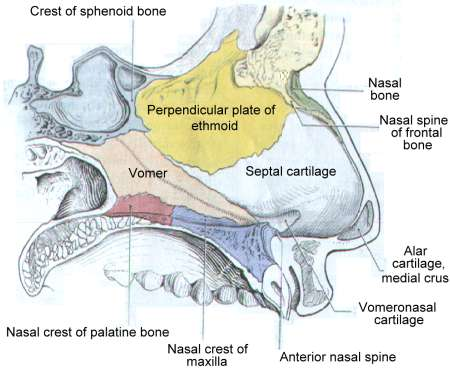 Crest of sphenoid bone
Nasal
bone
Perpendicular plate of
ethmoid
Nasal spine
of frontal
bone
Vomer
Septal cartilage
Alar
cartilage,
medial crus
Vomeronasal
cartilage
Nasal crest of palatine bone
Nasal crest of
maxilla
Anterior nasal spine